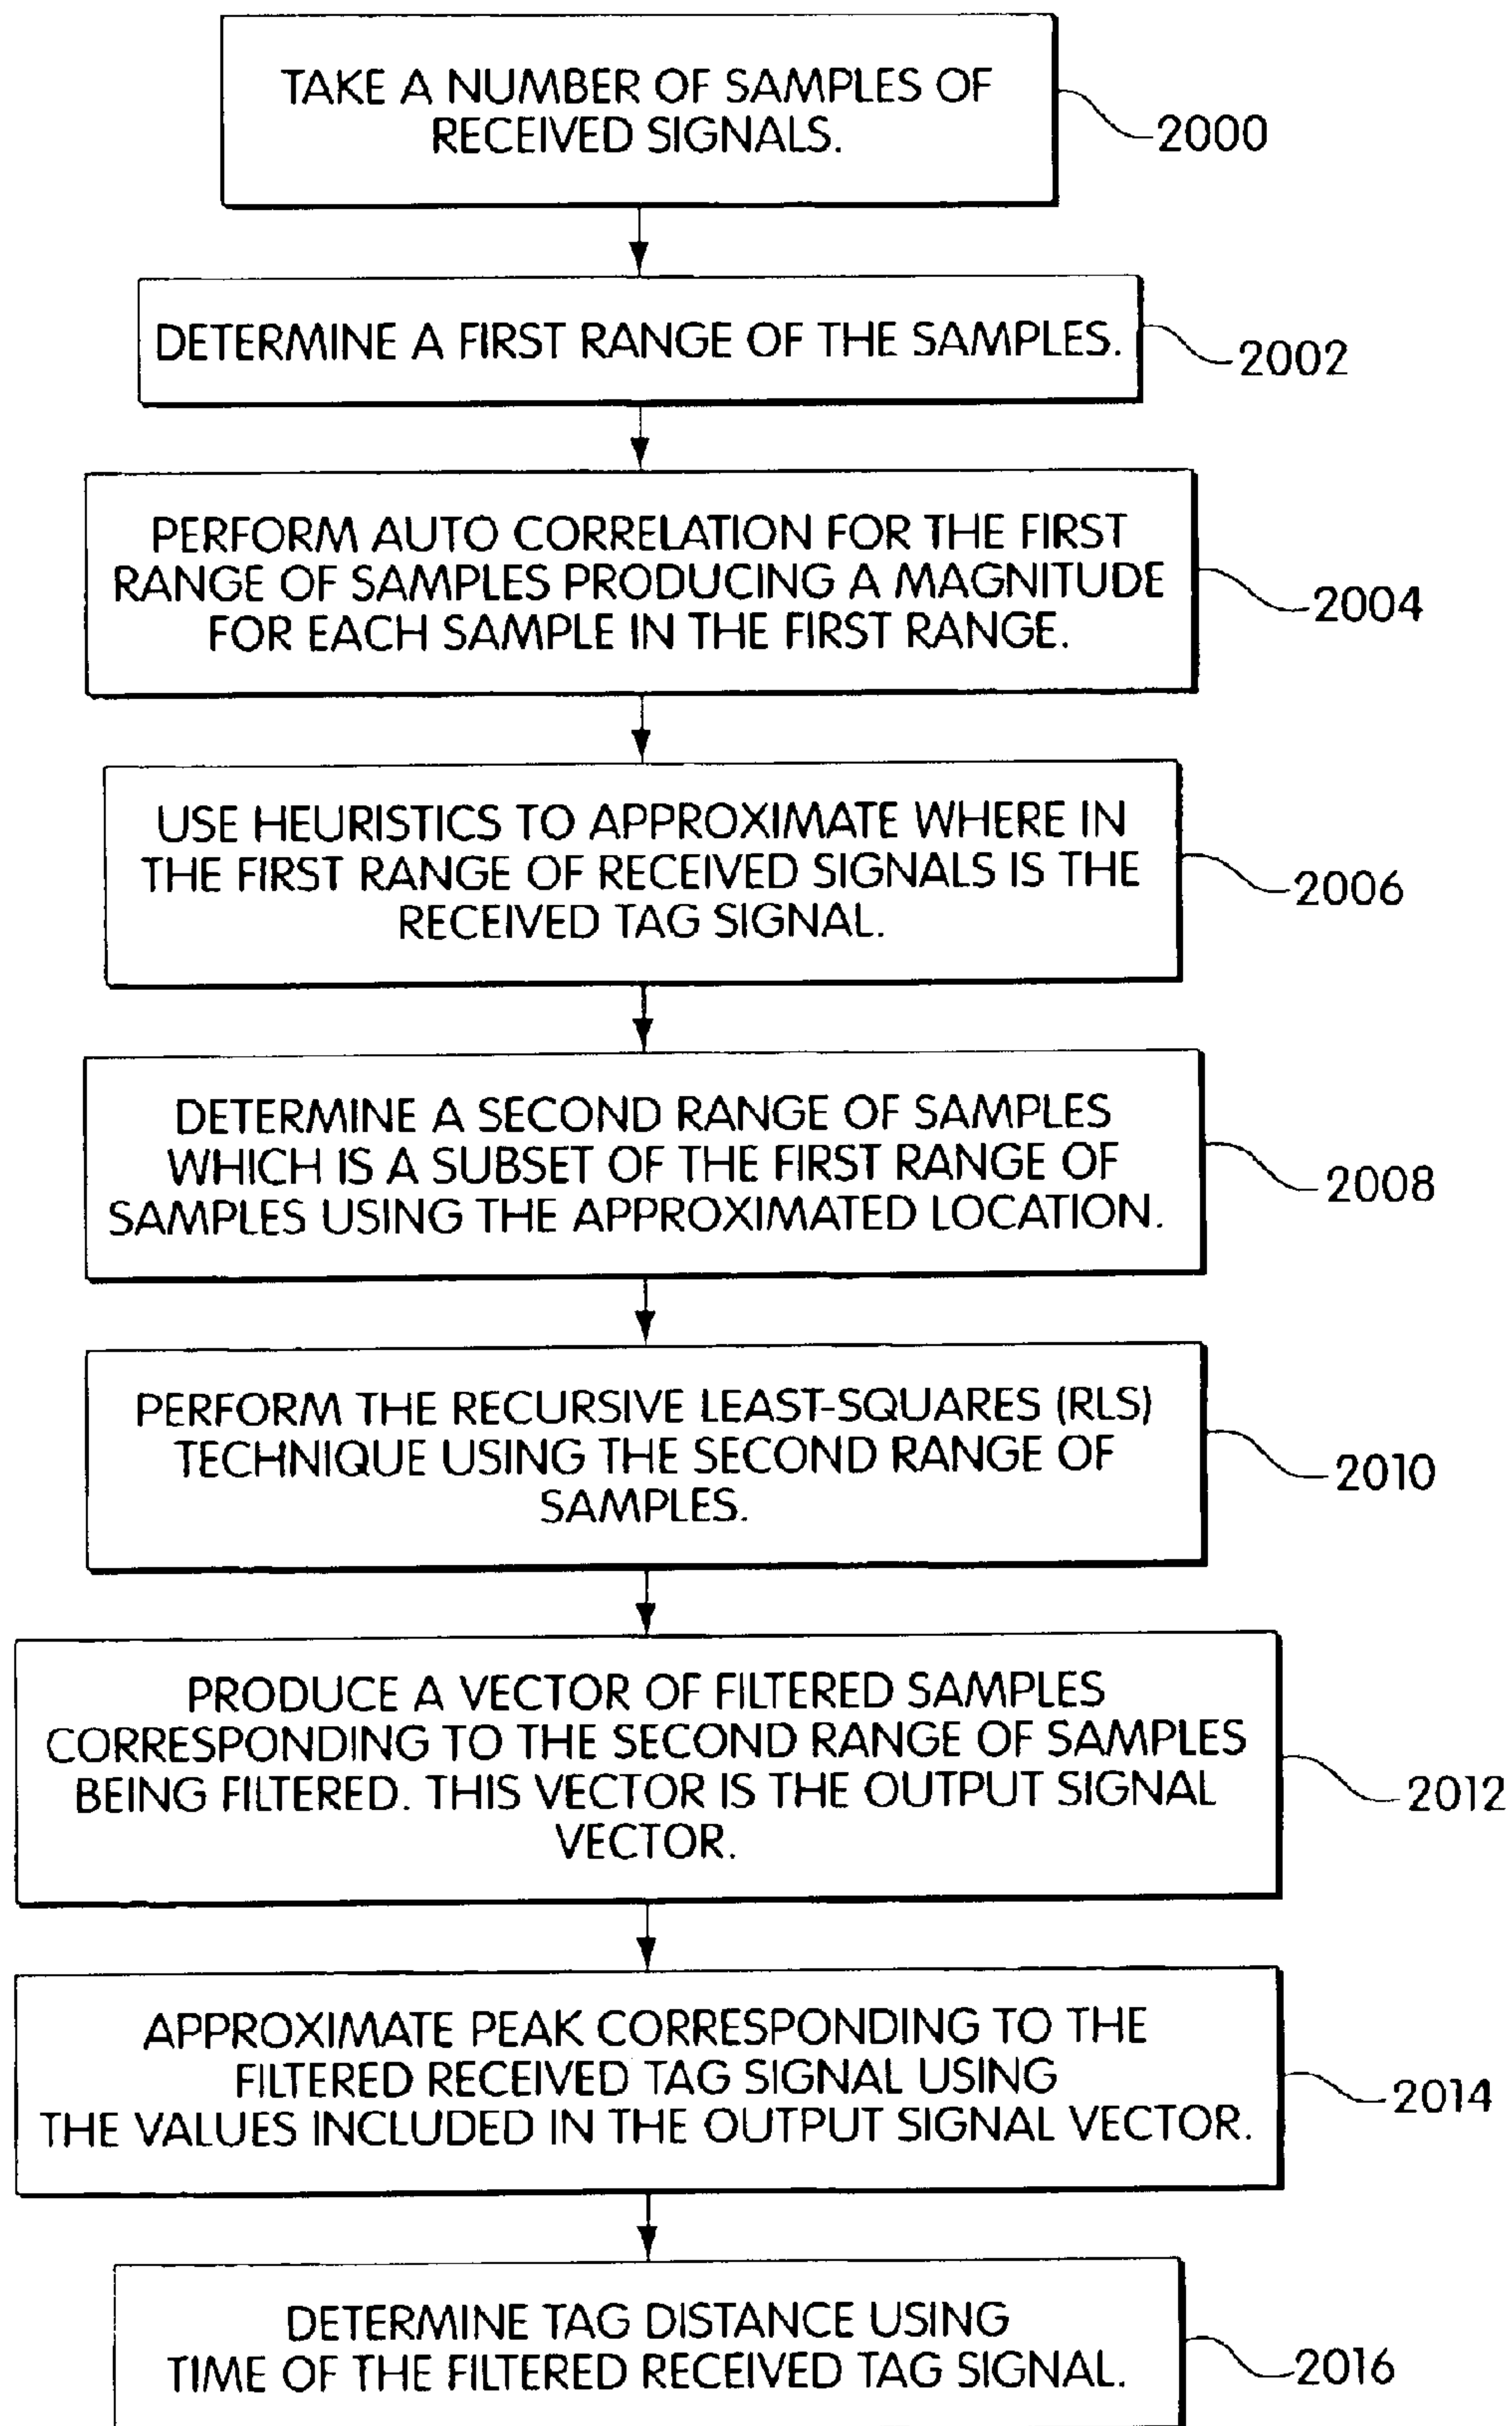 TAKE A NUMBER OF SAMPLES OF
RECEIVED SIGNALS.
2000
DETERMINE A FIRST RANGE OF THE SAMPLES.
2002
PERFORM AUTO CORRELATION FOR THE FIRST
RANGE OF SAMPLES PRODUCING A MAGNITUDE
FOR EACH SAMPLE IN THE FIRST RANGE.
2004
USE HEURISTICS TO APPROXIMATE WHERE IN
THE FIRST RANGE OF RECEIVED SIGNALS IS THE
RECEIVED TAG SIGNAL.
2006
DETERMINE A SECOND RANGE OF SAMPLES
WHICH IS A SUBSET OF THE FIRST RANGE OF
SAMPLES USING THE APPROXIMATED LOCATION.
2008
PERFORM THE RECURSIVE LEAST-SQUARES (RLS)
TECHNIQUE USING THE SECOND RANGE OF
SAMPLES.
2010
PRODUCE A VECTOR OF FILTERED SAMPLES
CORRESPONDING TO THE SECOND RANGE OF SAMPLES
BEING FILTERED. THIS VECTOR IS THE OUTPUT SIGNAL
VECTOR.
2012
APPROXIMATE PEAK CORRESPONDING TO THE
FILTERED RECEIVED TAG SIGNAL USING
THE VALUES INCLUDED IN THE OUTPUT SIGNAL VECTOR.
2014
DETERMINE TAG DISTANCE USING
TIME OF THE FILTERED RECEIVED TAG SIGNAL.
2016